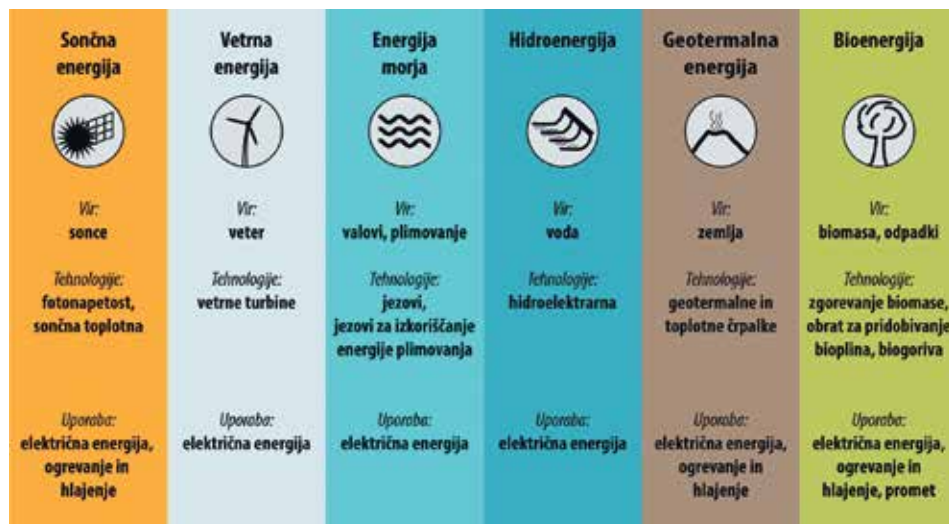 Sončna
energija
Vir:
sonce
Tehnologije:
fotonapetost,
sončna toplotna
Uporaba:
električna energija,
ogrevanje in
hlajenje
Vetrna
energija
Vir:
veter
Tehnologije:
vetrne turbine
Uporaba:
električna energija
Energija
morja
Vir:
valovi, plimovanje
Tehnologije:
jezovi,
jezovi za izkoriščanje
energije plimovanja
Uporaba:
električna energija
Hidroenergija
Vir:
voda
Tehnologije:
hidroelektrarna
Uporaba:
električna energija
Geotermalna
energija
Vir:
zemlja
Tehnologije:
geotermalne in
toplotne črpalke
Uporaba:
električna energija,
ogrevanje in
hlajenje
Bioenergija
Vir:
biomasa, odpadki
Tehnologije:
zgorevanje biomase,
obrat za pridobivanje
bioplina, biogoriva
Uporaba:
električna energija,
ogrevanje in
hlajenje, promet